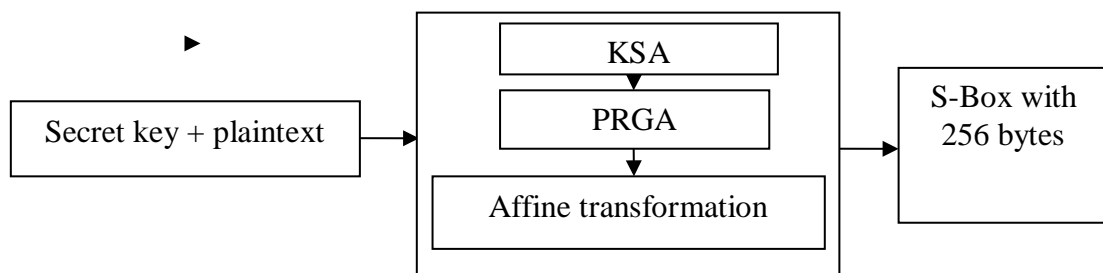 Secret key + plaintext
KSA
PRGA
Affine transformation
S-Box with
256 bytes